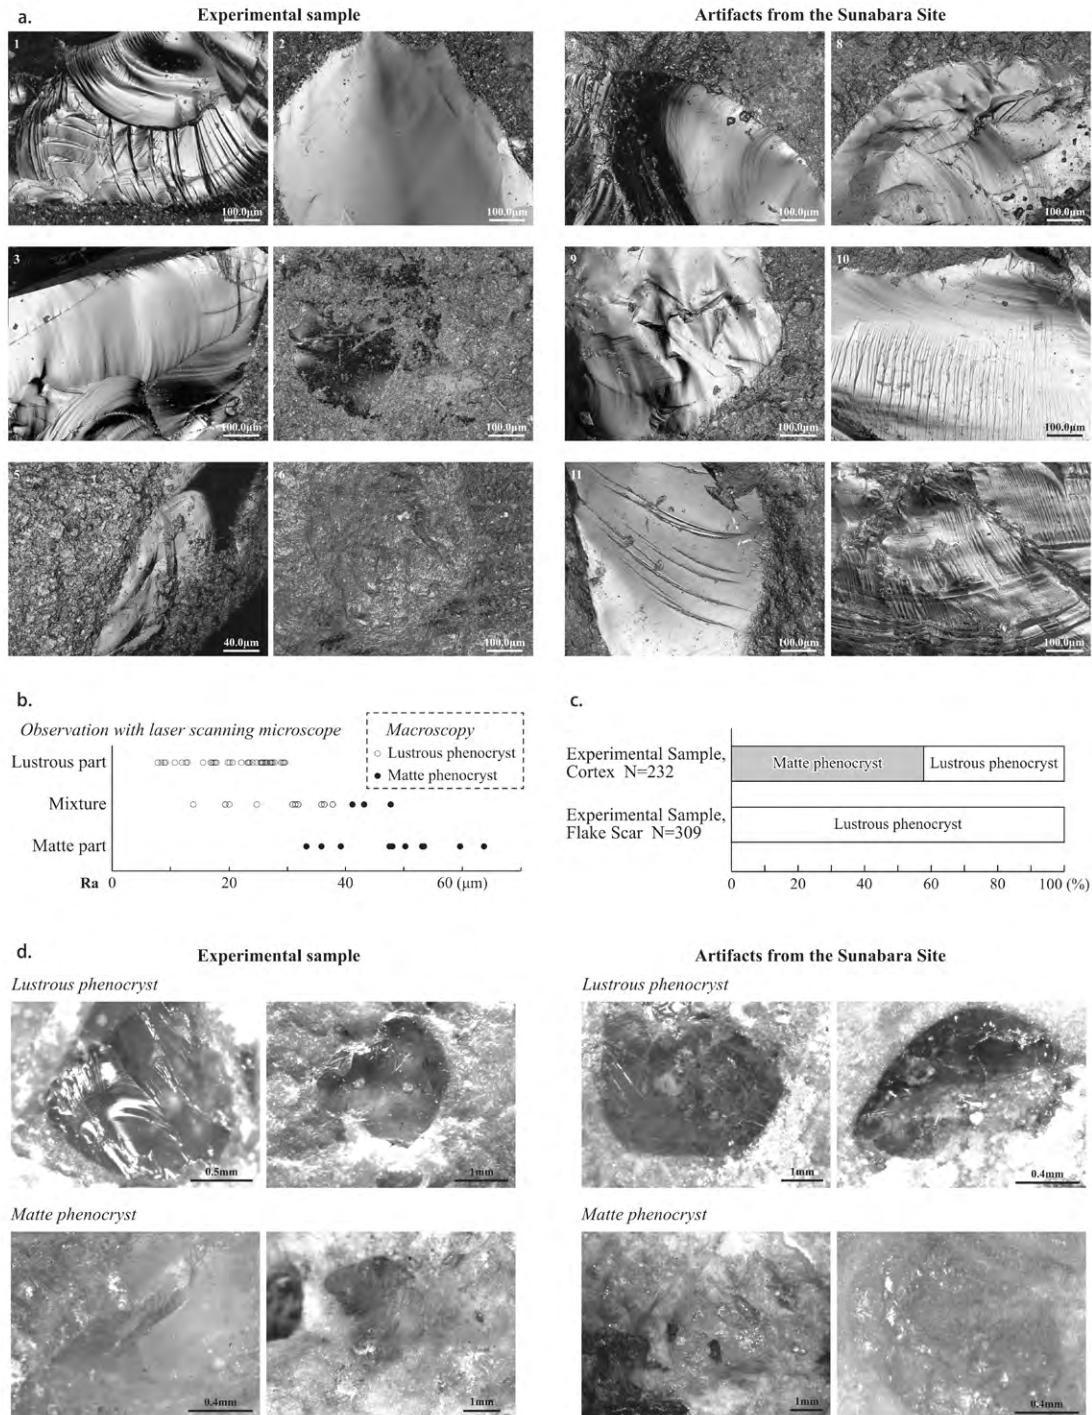 a.
Experimental sample
Artifacts from the Sunabara Site
1
100.0μm
2
100.0μm
100.0μm
8
100.0μm
3
100.0μm
4
100.0μm
9
100.0μm
10
100.0μm
5
40.0μm
6
100.0μm
11
100.0μm
100.0μm
b.
Observation with laser scanning microscope
Macroscopy
Lustrous phenocryst
Matte phenocryst
Lustrous part
Mixture
Matte part
Ra 0 20 40 60 (μm)
c.
Experimental Sample,
Cortex N=232
Matte phenocryst
Lustrous phenocryst
Experimental Sample,
Flake Scar N=309
Lustrous phenocryst
0 20 40 60 80 100 (%)
d.
Experimental sample
Artifacts from the Sunabara Site
Lustrous phenocryst
Lustrous phenocryst
0.5mm
1mm
1mm
0.4mm
Matte phenocryst
Matte phenocryst
0.4mm
1mm
1mm
0.4mm